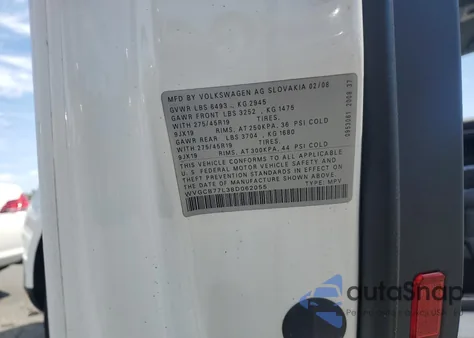 MFD BY VOLKSWAGEN AG SLOVAKIA 02/06
GVWR LBS 6493 , KG 2945
GAWR FRONT LBS 3252 , KG 1475
WITH 275/45R19 TIRES,
9JX19 RIMS, AT 250KPA, 36 PSI COLD
GAWR REAR LBS 3704 , KG 1680
WITH 275/45R19 TIRES,
9JX19 RIMS, AT 300KPA, 44 PSI COLD
THIS VEHICLE CONFORMS TO ALL APPLICABLE
FEDERAL MOTOR VEHICLE SAFETY, BUMPER, AND
THEFT PREVENTION STANDARDS IN EFFECT ON
THE DATE OF MANUFACTURE SHOWN ABOVE.
TYPE: MPV
autoSnap